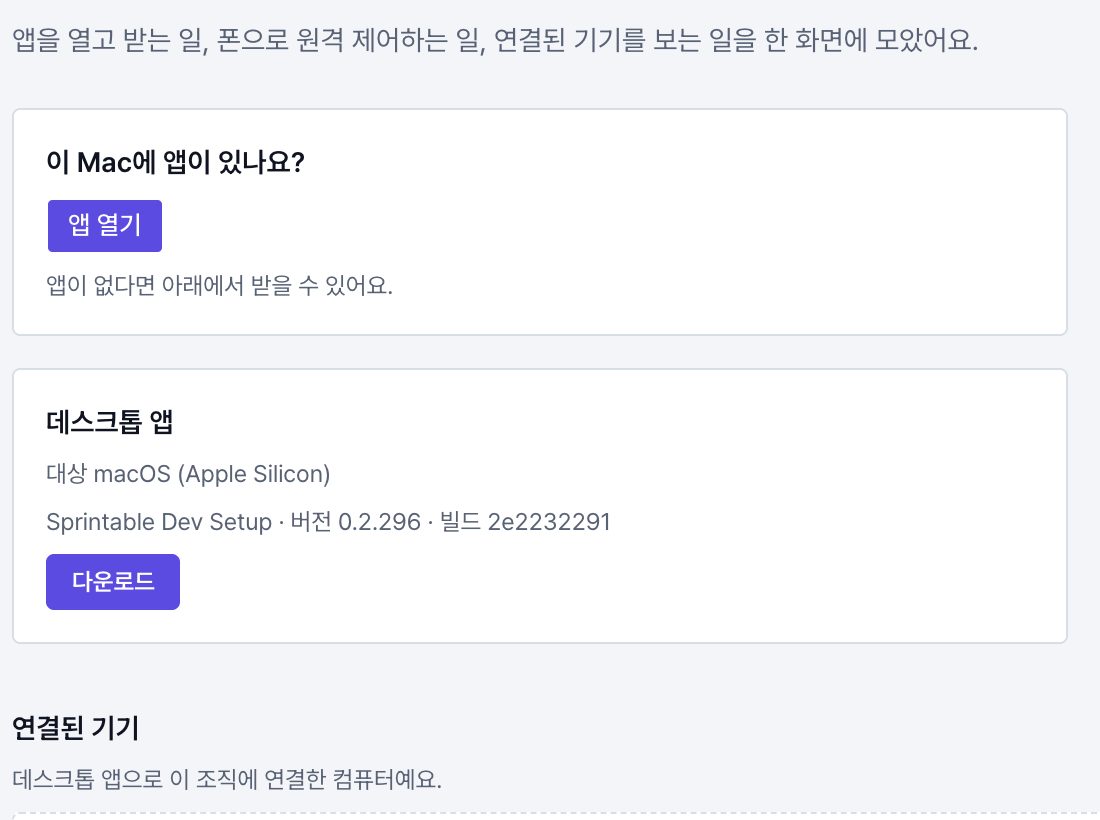 앱을 열고 받는 일, 폰으로 원격 제어하는 일, 연결된 기기를 보는 일을 한 화면에 모았어요.
이 Mac에 앱이 있나요?
앱 열기
앱이 없다면 아래에서 받을 수 있어요.
데스크톱 앱
대상 macOS (Apple Silicon)
Sprintable Dev Setup · 버전 0.2.296 · 빌드 2e2232291
다운로드
연결된 기기
데스크톱 앱으로 이 조직에 연결한 컴퓨터예요.